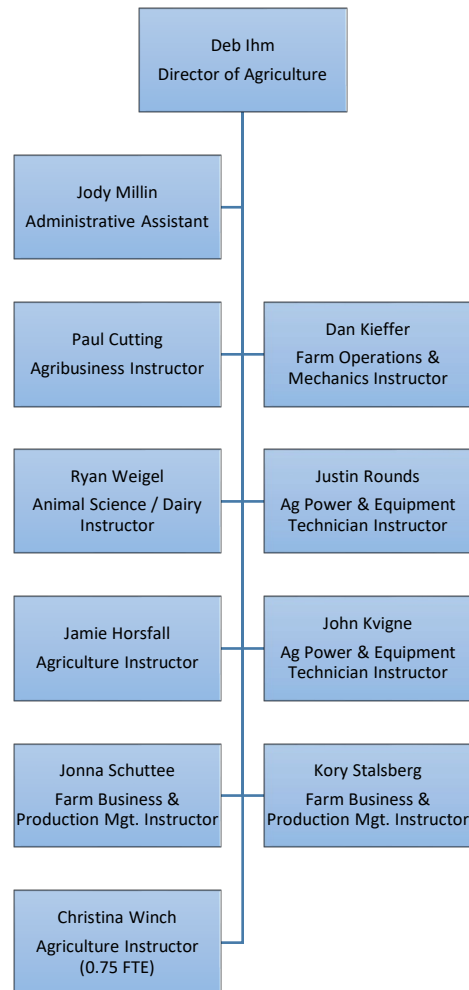 Deb Ihm
Director of Agriculture
Jody Millin
Administrative Assistant
Paul Cutting
Agribusiness Instructor
Dan Kieffer
Farm Operations &
Mechanics Instructor
Ryan Weigel
Animal Science / Dairy
Instructor
Justin Rounds
Ag Power & Equipment
Technician Instructor
Jamie Horsfall
Agriculture Instructor
John Kvigne
Ag Power & Equipment
Technician Instructor
Jonna Schuttee
Farm Business &
Production Mgt. Instructor
Kory Stalsberg
Farm Business &
Production Mgt. Instructor
Christina Winch
Agriculture Instructor
(0.75 FTE)